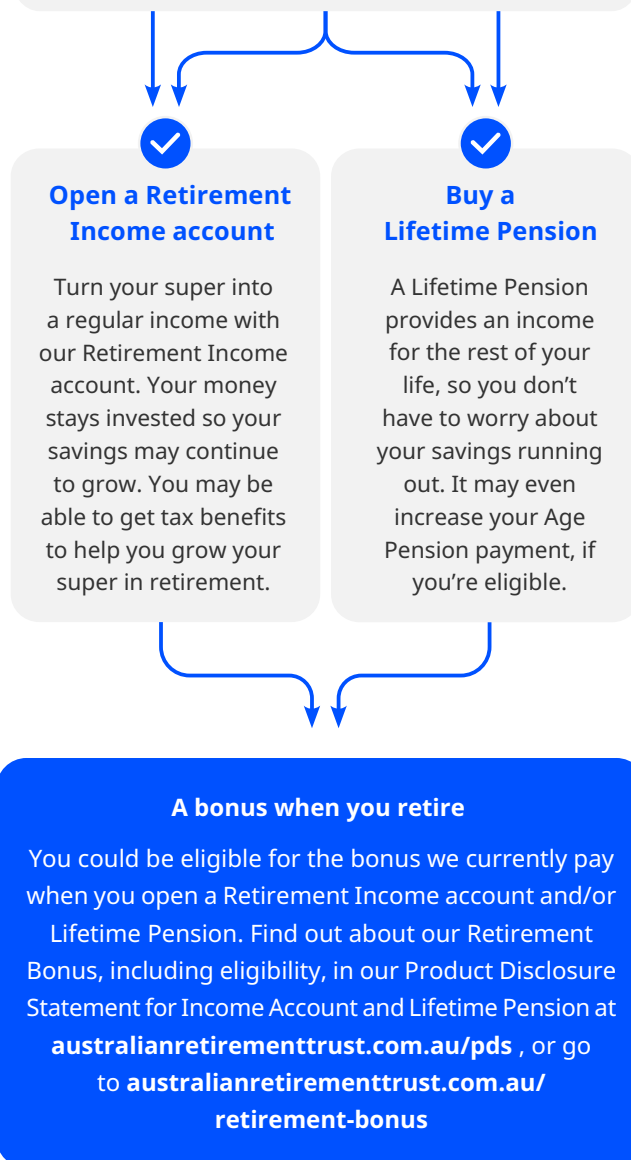 Open a Retirement
Income account
Turn your super into
a regular income with
our Retirement Income
account. Your money
stays invested so your
savings may continue
to grow. You may be
able to get tax benefits
to help you grow your
super in retirement.
Buy a
Lifetime Pension
A Lifetime Pension
provides an income
for the rest of your
life, so you don’t
have to worry about
your savings running
out. It may even
increase your Age
Pension payment, if
you’re eligible.
A bonus when you retire
You could be eligible for the bonus we currently pay
when you open a Retirement Income account and/or
Lifetime Pension. Find out about our Retirement
Bonus, including eligibility, in our Product Disclosure
Statement for Income Account and Lifetime Pension at
australianretirementtrust.com.au/pds , or go
to australianretirementtrust.com.au/
retirement-bonus